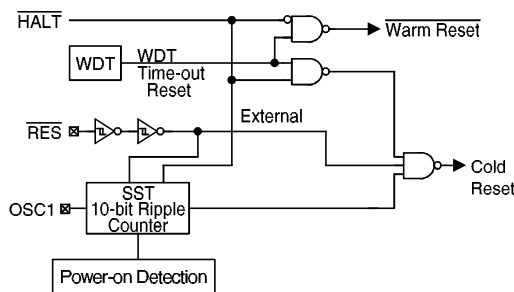 HALT
Warm Reset
WDT
WDT
Time-out
Reset
External
RES
Cold
Reset
OSC1
SST
10-bit Ripple
Counter
Power-on Detection